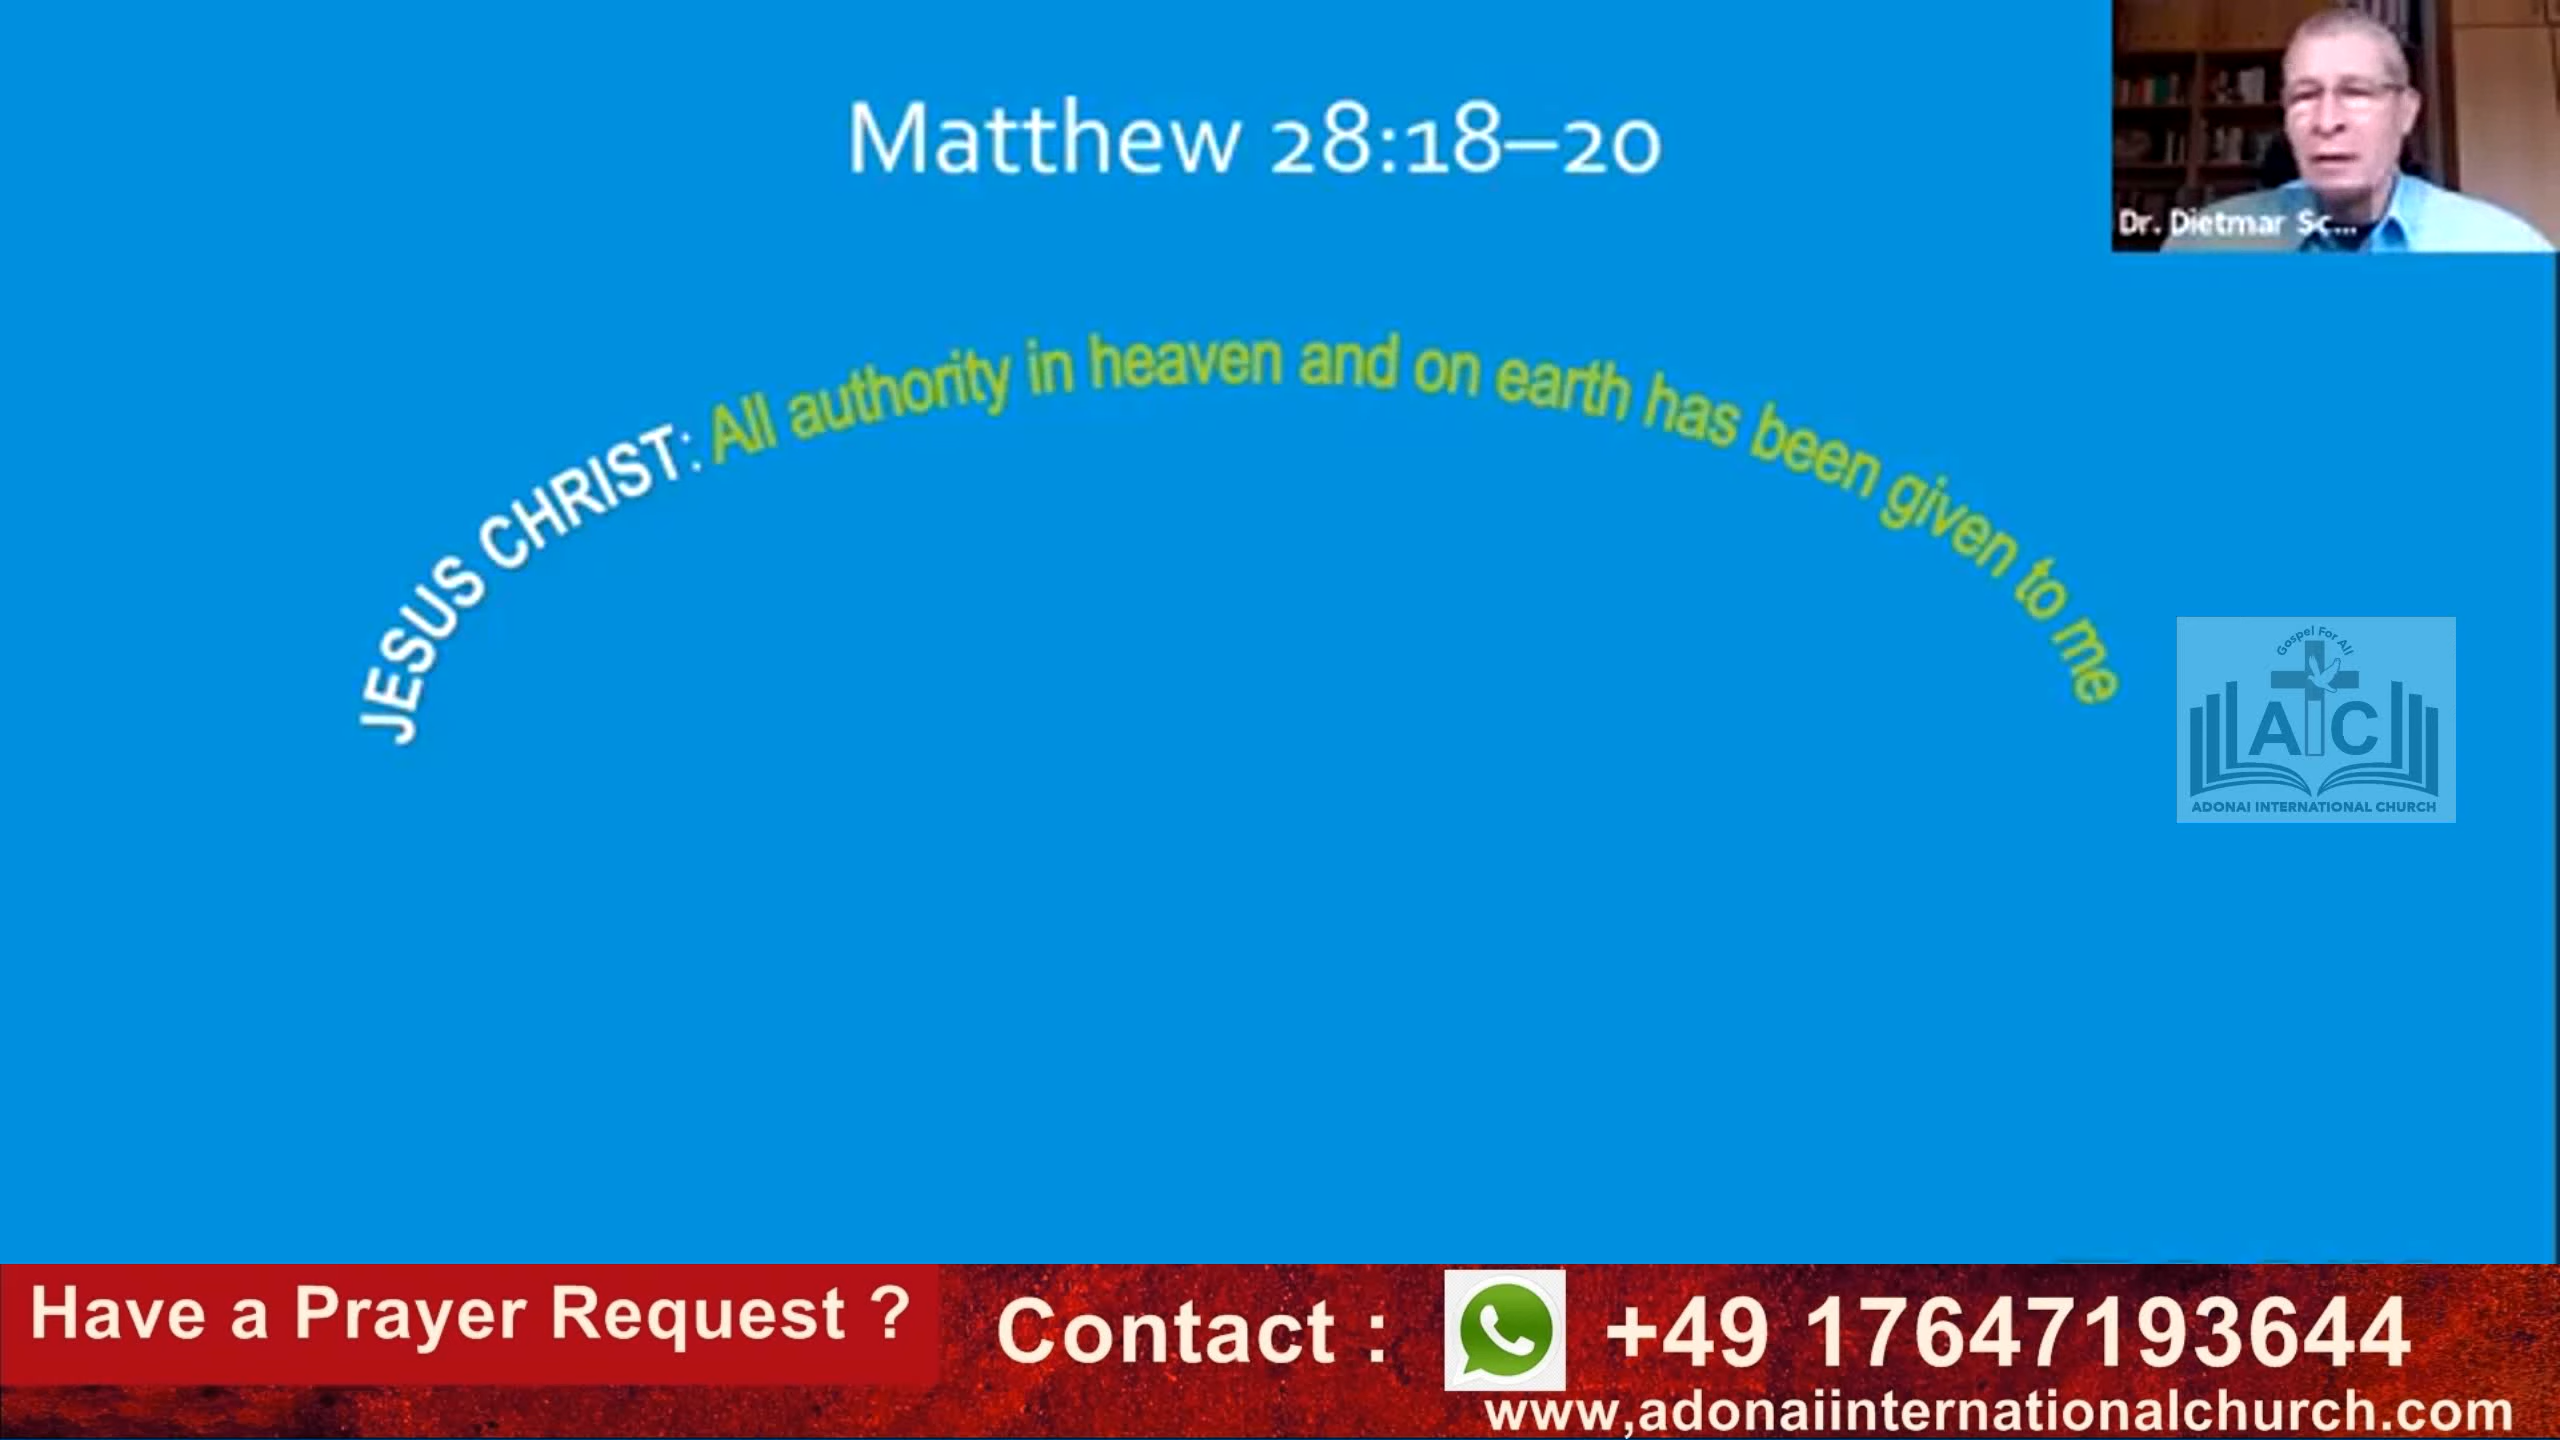 Matthew 28:18–20
Dr. Dietmar Sc...
JESUS CHRIST: All authority in heaven and on earth has been given to me
Gospel For All
AIC
ADONAI INTERNATIONAL CHURCH
Have a Prayer Request ?
Contact :
+49 17647193644
www,adonaiinternationalchurch.com